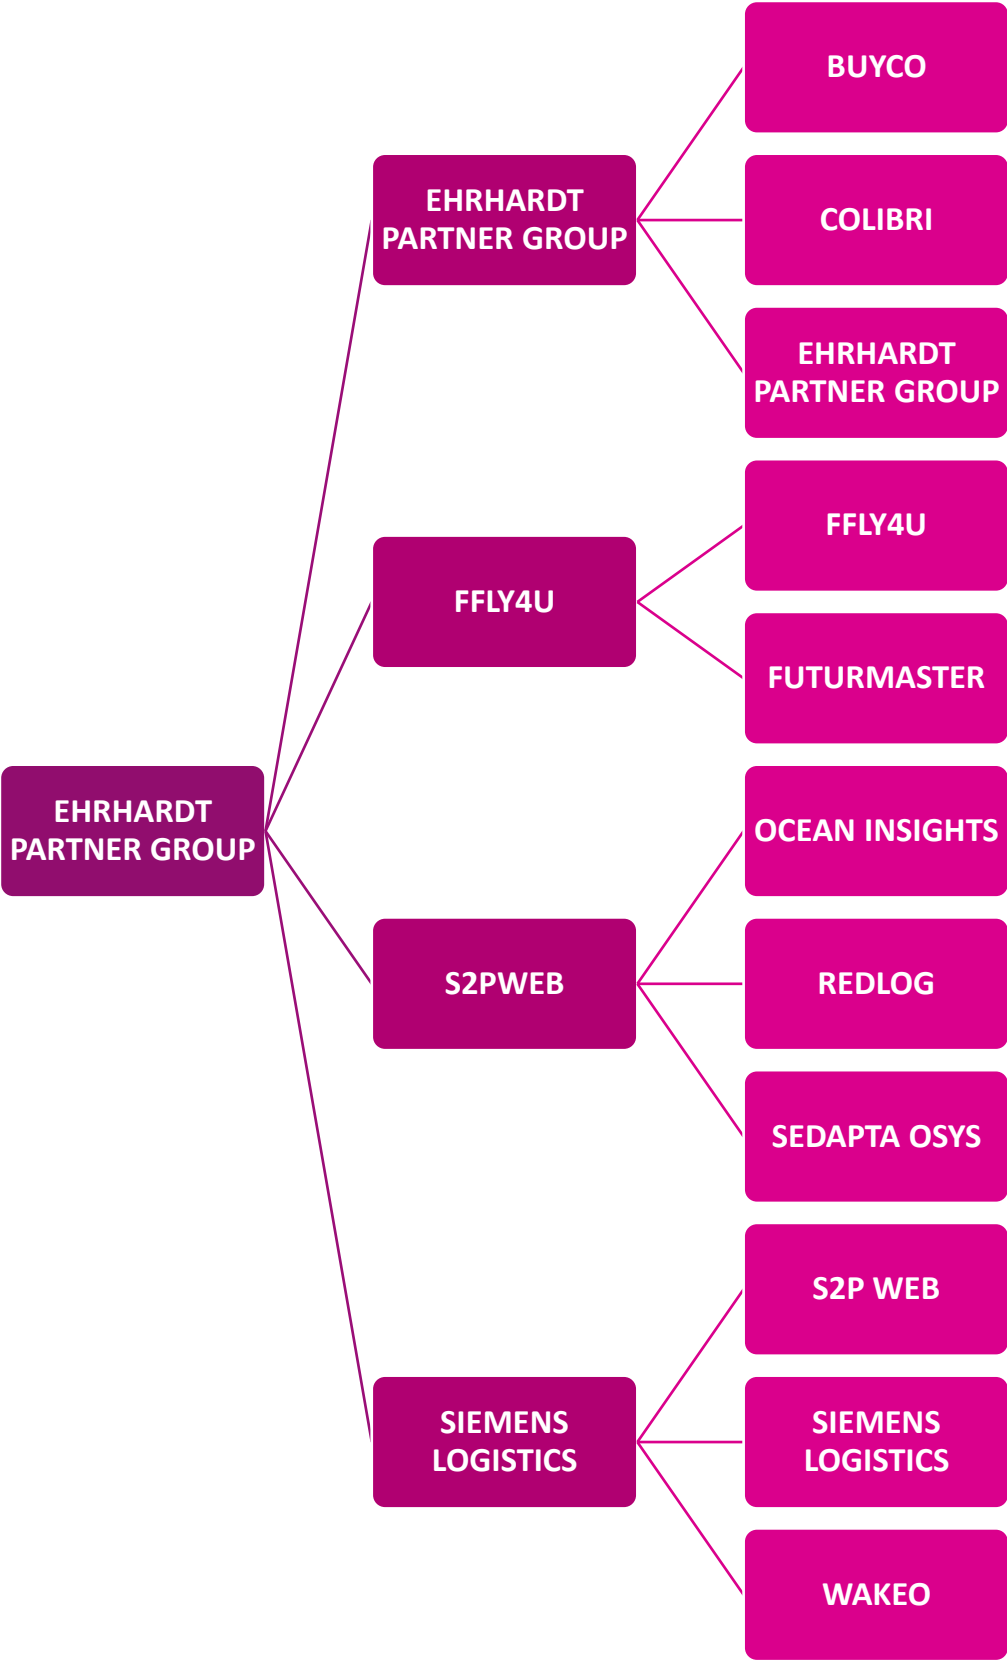 BUYCO
EHRHARDT
PARTNER GROUP
COLIBRI
EHRHARDT
PARTNER GROUP
FFLY4U
FFLY4U
FUTURMASTER
EHRHARDT
PARTNER GROUP
OCEAN INSIGHTS
S2PWEB
REDLOG
SEDAPTA OSYS
S2P WEB
SIEMENS
LOGISTICS
SIEMENS
LOGISTICS
WAKEO